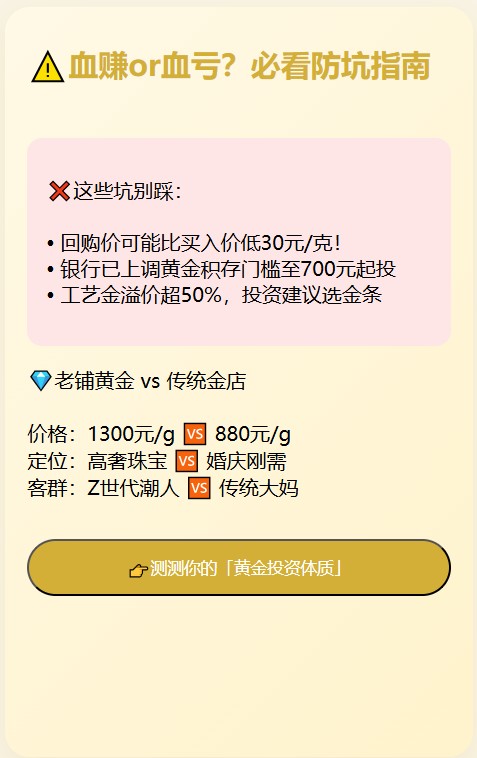 ⚠️血赚or血亏？必看防坑指南
❌这些坑别踩：
• 回购价可能比买入价低30元/克！
• 银行已上调黄金积存门槛至700元起投
• 工艺金溢价超50%，投资建议选金条
💎老铺黄金 vs 传统金店
价格：1300元/g 🆚 880元/g
定位：高奢珠宝 🆚 婚庆刚需
客群：Z世代潮人 🆚 传统大妈
👉测测你的「黄金投资体质」